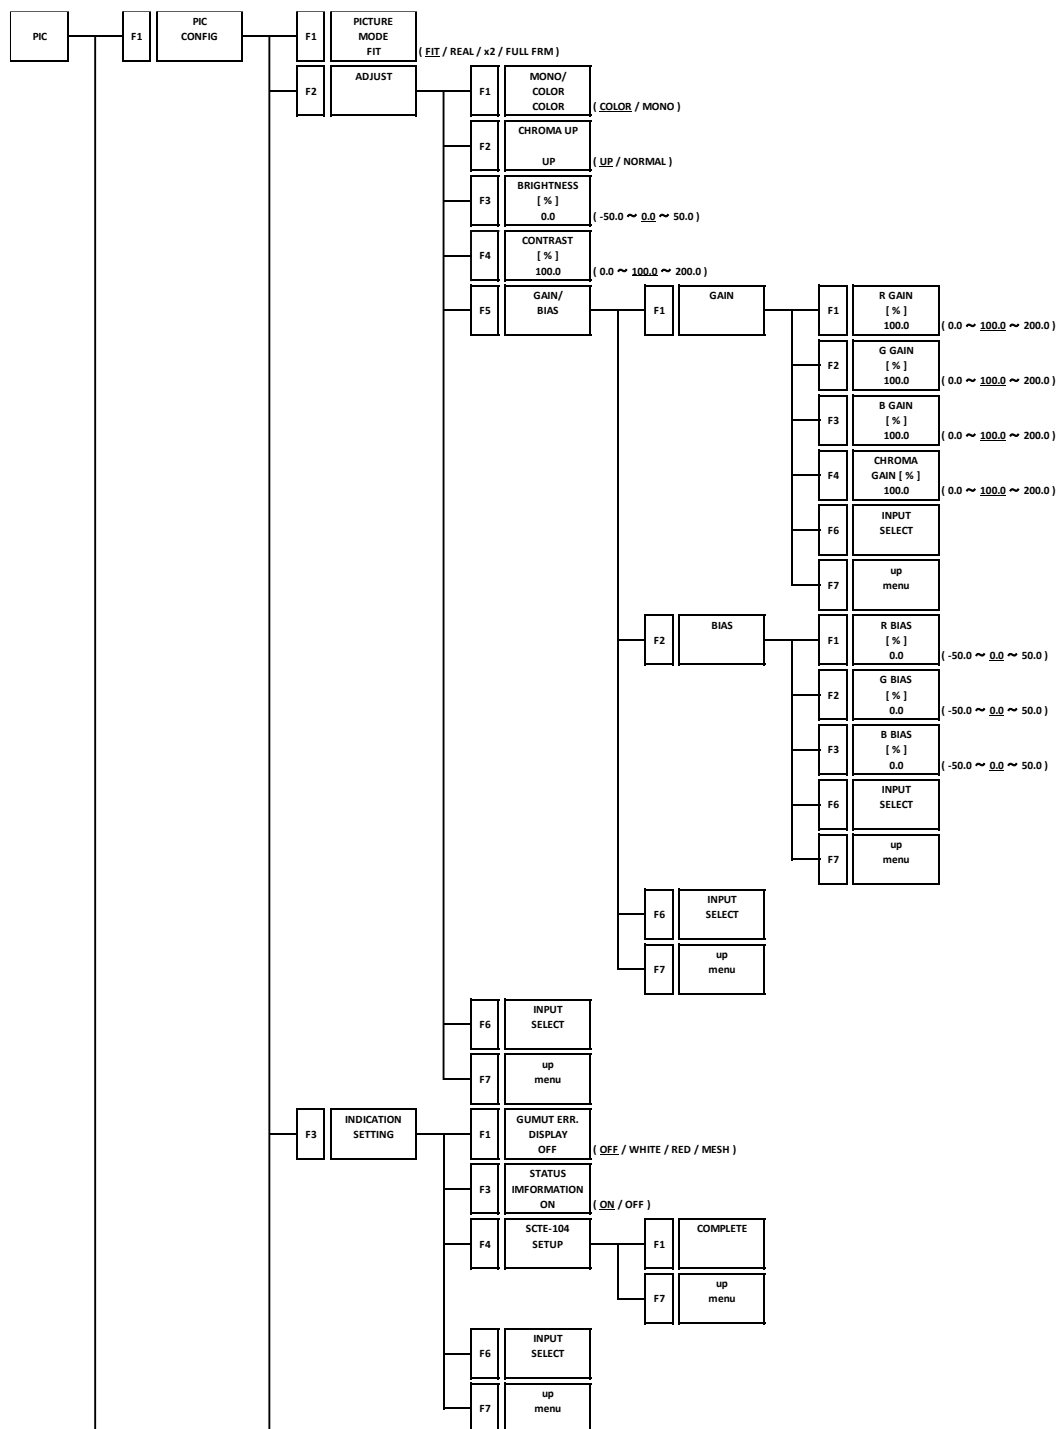 PIC
F1
PIC
CONFIG
F1
PICTURE
MODE
FIT
( FIT / REAL / x2 / FULL FRM )
F2
ADJUST
F1
MONO/
COLOR
COLOR
( COLOR / MONO )
F2
CHROMA UP
UP
( UP / NORMAL )
F3
BRIGHTNESS
[ % ]
0.0
( -50.0 ~ 0.0 ~ 50.0 )
F4
CONTRAST
[ % ]
100.0
( 0.0 ~ 100.0 ~ 200.0 )
F5
GAIN/
BIAS
F1
GAIN
F1
R GAIN
[ % ]
100.0
( 0.0 ~ 100.0 ~ 200.0 )
F2
G GAIN
[ % ]
100.0
( 0.0 ~ 100.0 ~ 200.0 )
F3
B GAIN
[ % ]
100.0
( 0.0 ~ 100.0 ~ 200.0 )
F4
CHROMA
GAIN [ % ]
100.0
( 0.0 ~ 100.0 ~ 200.0 )
F6
INPUT
SELECT
F7
up
menu
F2
BIAS
F1
R BIAS
[ % ]
0.0
( -50.0 ~ 0.0 ~ 50.0 )
F2
G BIAS
[ % ]
0.0
( -50.0 ~ 0.0 ~ 50.0 )
F3
B BIAS
[ % ]
0.0
( -50.0 ~ 0.0 ~ 50.0 )
F6
INPUT
SELECT
F7
up
menu
F6
INPUT
SELECT
F7
up
menu
F6
INPUT
SELECT
F7
up
menu
F3
INDICATION
SETTING
F1
GUMUT ERR.
DISPLAY
OFF
( OFF / WHITE / RED / MESH )
F3
STATUS
IMFORMATION
ON
( ON / OFF )
F4
SCTE-104
SETUP
F1
COMPLETE
F7
up
menu
F6
INPUT
SELECT
F7
up
menu